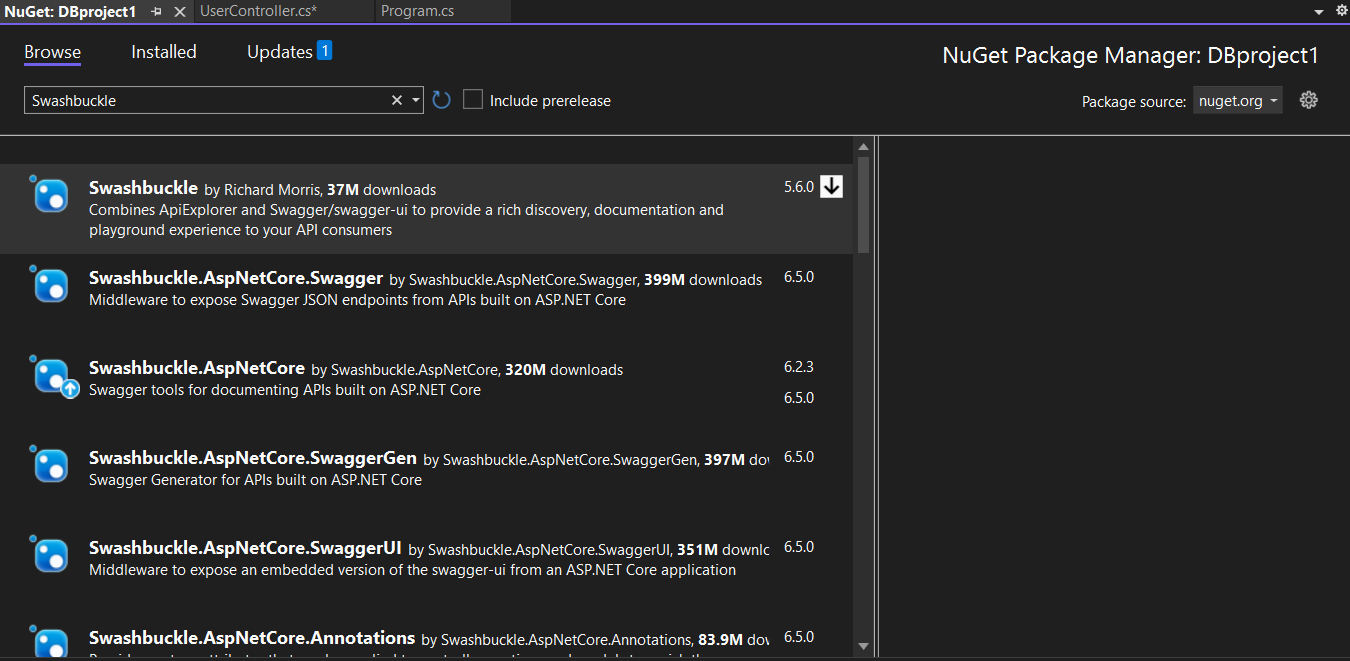 NuGet: DBproject1 UserController.cs* Program.cs
Browse Installed Updates 1 NuGet Package Manager: DBproject1
Swashbuckle Include prerelease Package source: nuget.org
Swashbuckle by Richard Morris, 37M downloads 5.6.0
Combines ApiExplorer and Swagger/swagger-ui to provide a rich discovery, documentation and
playground experience to your API consumers
Swashbuckle.AspNetCore.Swagger by Swashbuckle.AspNetCore.Swagger, 399M downloads 6.5.0
Middleware to expose Swagger JSON endpoints from APIs built on ASP.NET Core
Swashbuckle.AspNetCore by Swashbuckle.AspNetCore, 320M downloads 6.2.3
Swagger tools for documenting APIs built on ASP.NET Core
6.5.0
Swashbuckle.AspNetCore.SwaggerGen by Swashbuckle.AspNetCore.SwaggerGen, 397M dov 6.5.0
Swagger Generator for APIs built on ASP.NET Core
Swashbuckle.AspNetCore.SwaggerUI by Swashbuckle.AspNetCore.SwaggerUI, 351M downlc 6.5.0
Middleware to expose an embedded version of the swagger-ui from an ASP.NET Core application
Swashbuckle.AspNetCore.Annotations by Swashbuckle.AspNetCore.Annotations, 83.9M dov 6.5.0